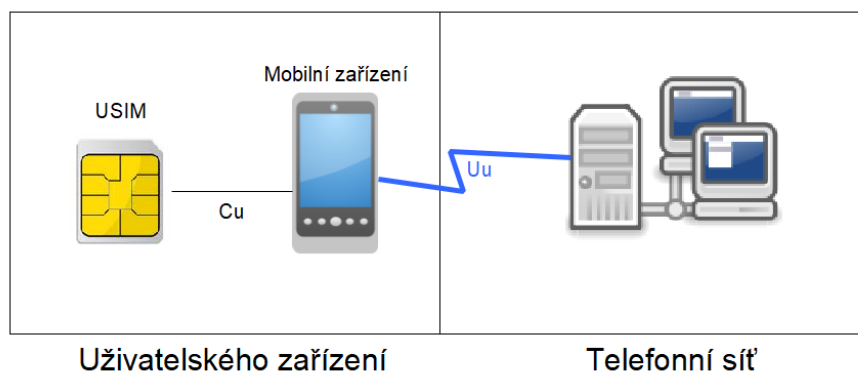 Mobilní zařízení
USIM
Uu
Cu
Uživatelského zařízení
Telefonní síť